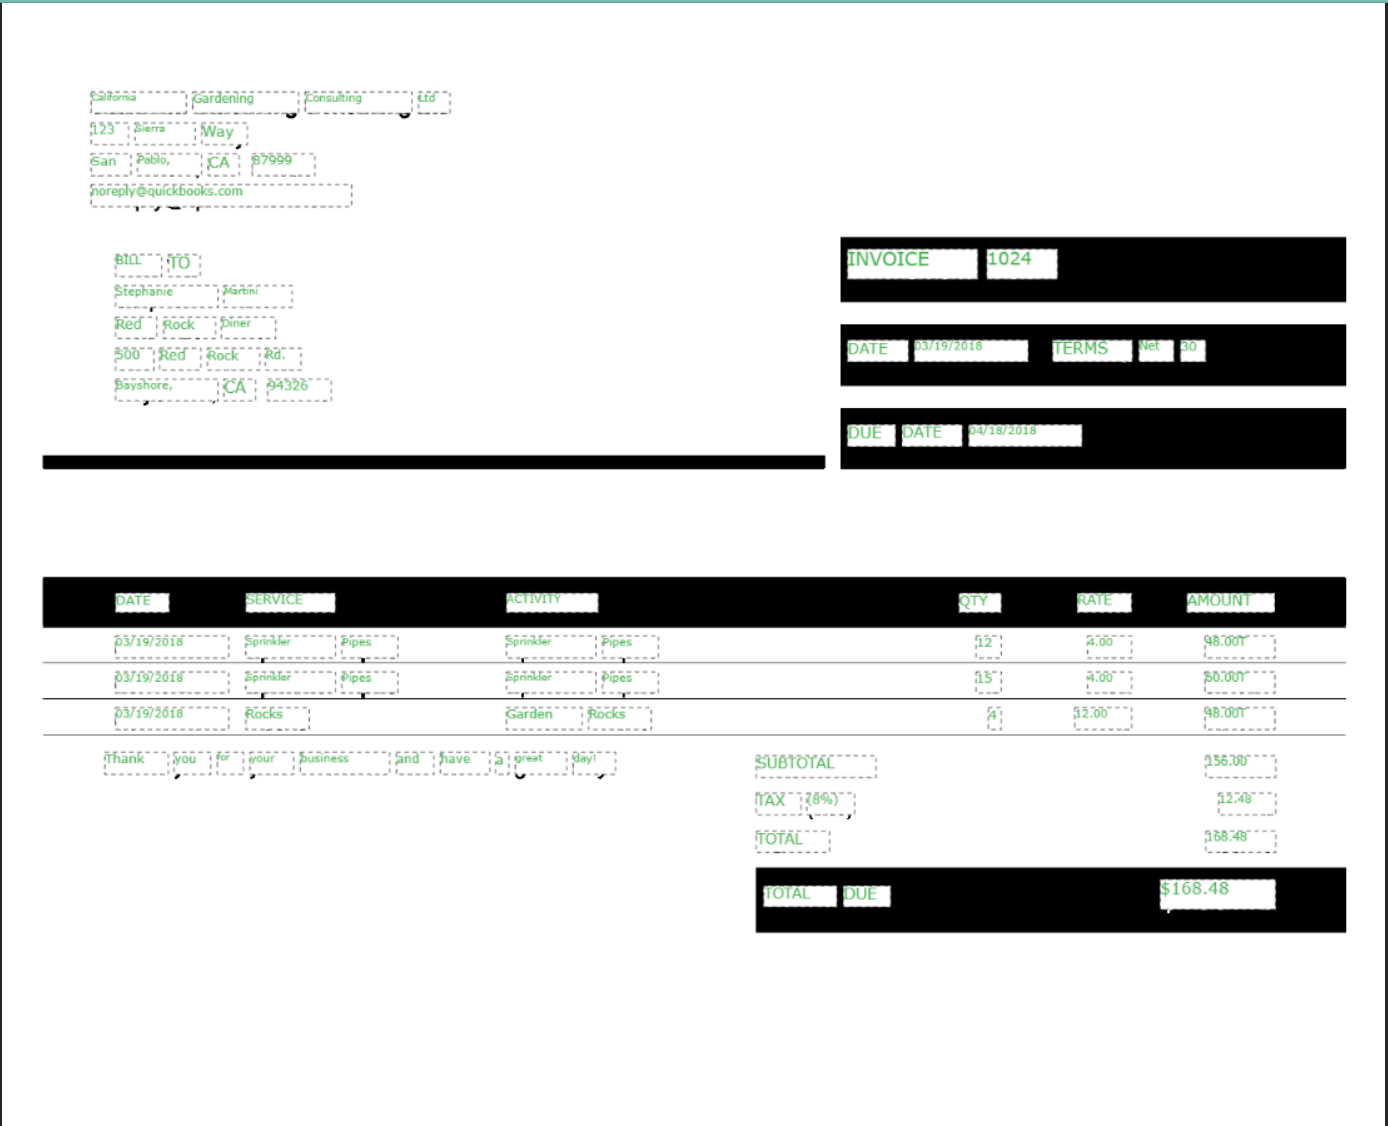 California Gardening Consulting Ltd
123 Sierra Way
San Pablo, CA 87999
noreply@quickbooks.com
BILL TO
Stephanie Martini
Red Rock Diner
500 Red Rock Rd.
Bayshore, CA 94326
INVOICE 1024
DATE 03/19/2018 TERMS Net 30
DUE DATE 04/18/2018
DATE SERVICE ACTIVITY QTY RATE AMOUNT
03/19/2018 Sprinkler Pipes Sprinkler Pipes 12 4.00 48.00T
03/19/2018 Sprinkler Pipes Sprinkler Pipes 15 4.00 60.00T
03/19/2018 Rocks Garden Rocks 4 12.00 48.00T
Thank you for your business and have a great day!
SUBTOTAL 156.00
TAX (8%) 12.48
TOTAL 168.48
TOTAL DUE $168.48